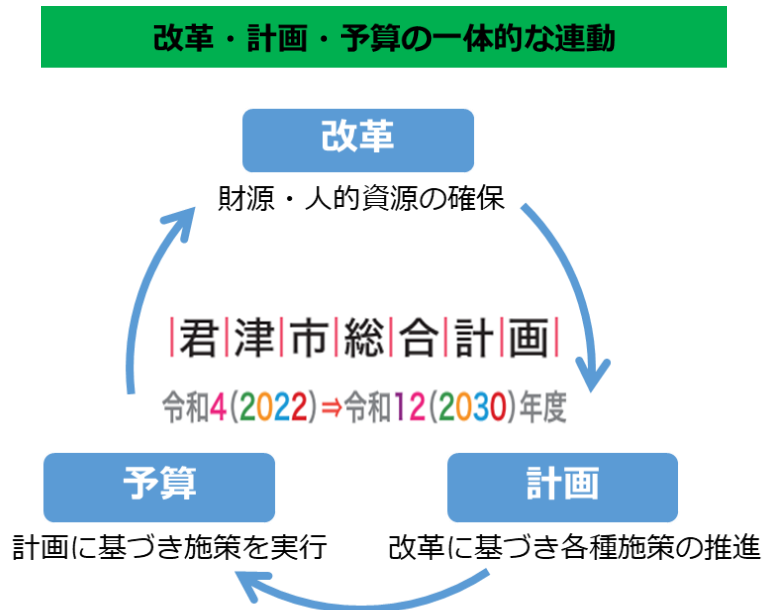 改革・計画・予算の一体的な連動
改革
財源・人的資源の確保
|君|津|市|総|合|計|画|
令和4(2022)⇒令和12(2030)年度
予算
計画に基づき施策を実行
計画
改革に基づき各種施策の推進